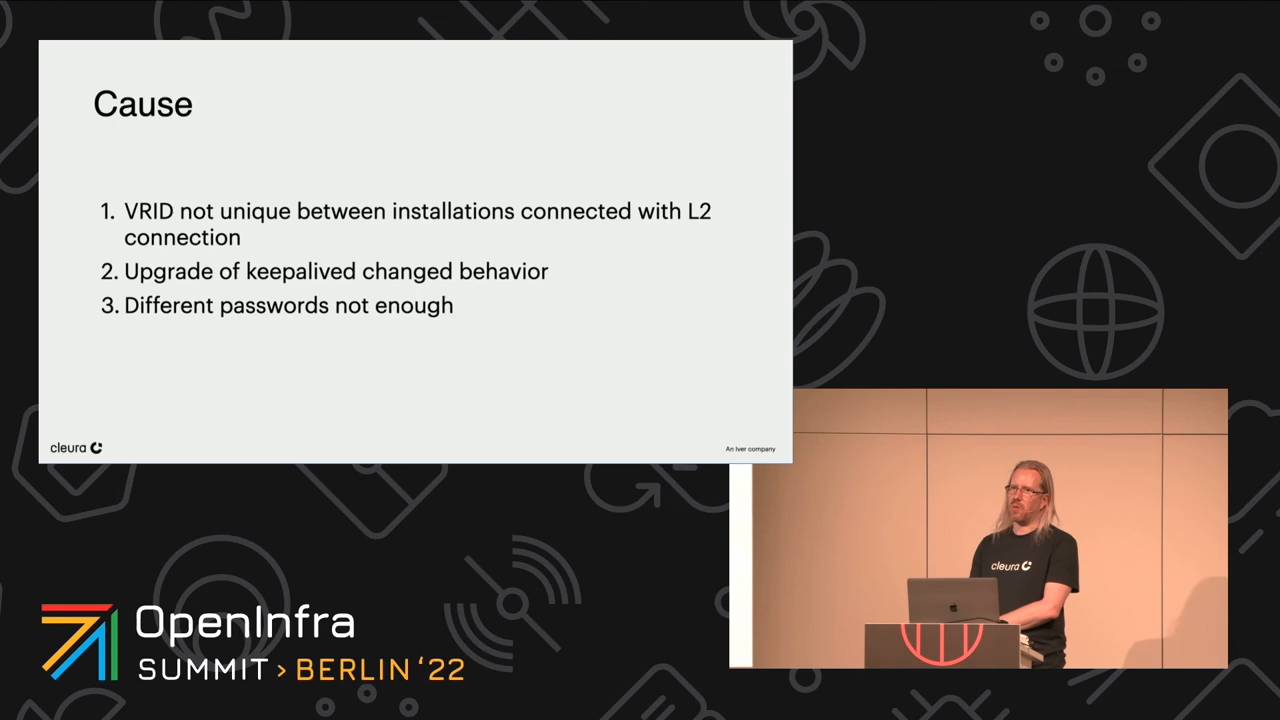 Cause
1. VRID not unique between installations connected with L2
connection
2. Upgrade of keepalived changed behavior
3. Different passwords not enough
cleura
An Iver company
cleura
OpenInfra
SUMMIT > BERLIN ‘22